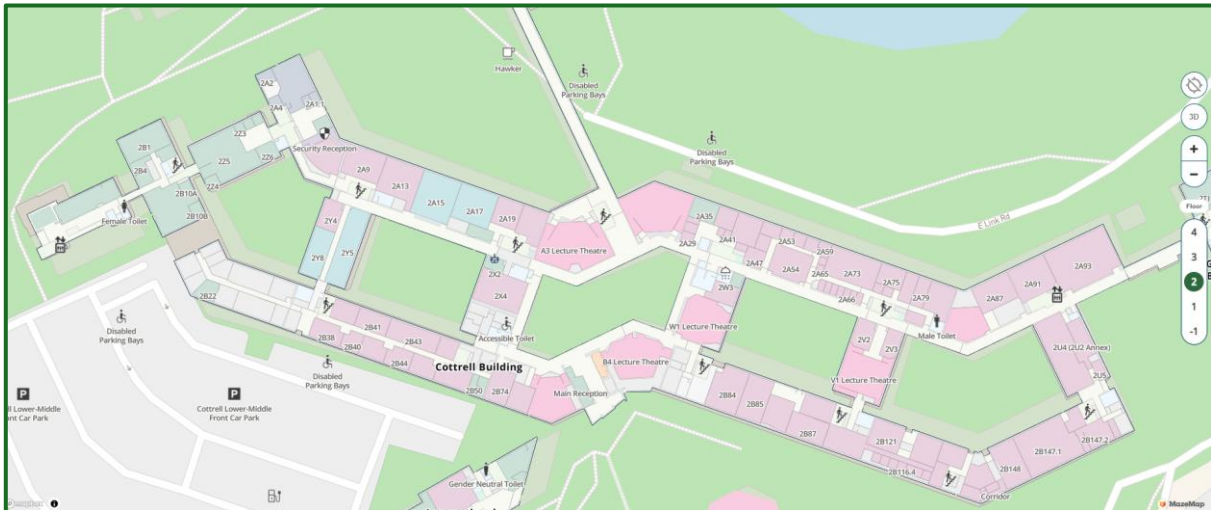 Hawker
Disabled
Parking Bays
Disabled
Parking Bays
E Link Rd
3D
+
−
Floor
4
3
2
1
-1
2A2
2A1.1
2A4
Security Reception
2Z3
2Z5
2Z6
2Z4
2B1
2B4
2B10A
2B10B
Female Toilet
2A9
2A13
2A15
2A17
2A19
A3 Lecture Theatre
2Y4
2Y5
2Y8
2X2
2X4
Accessible Toilet
2A35
2A29
2A41
2A47
2A53
2A54
2A59
2A65
2A73
2A66
2A75
2A79
2A87
2A91
2A93
Male Toilet
2W3
W1 Lecture Theatre
B4 Lecture Theatre
2V2
2V3
V1 Lecture Theatre
2U4 (2U2 Annex)
2U5
2B22
2B38
2B41
2B40
2B43
2B44
2B50
2B74
Cottrell Building
Main Reception
2B84
2B85
2B87
2B121
2B116.4
2B148
2B147.1
2B147.2
Corridor
Disabled
Parking Bays
Disabled
Parking Bays
P
ll Lower-Middle
ont Car Park
P
Cottrell Lower-Middle
Front Car Park
Gender Neutral Toilet
MazeMap